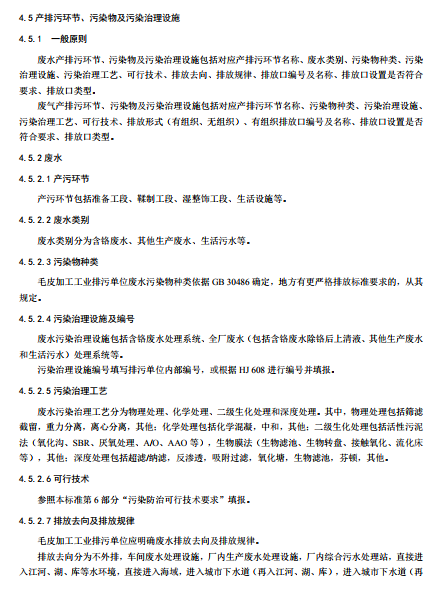 4.5 产排污环节、污染物及污染治理设施
4.5.1 一般原则
废水产排污环节、污染物及污染治理设施包括对应产排污环节名称、废水类别、污染物种类、污染
治理设施、污染治理工艺、可行技术、排放去向、排放规律、排放口编号及名称、排放口设置是否符合
要求、排放口类型。
废气产排污环节、污染物及污染治理设施包括对应产排污环节名称、污染物种类、污染治理设施、
污染治理工艺、可行技术、排放形式（有组织、无组织）、有组织排放口编号及名称、排放口设置是否
符合要求、排放口类型。
4.5.2 废水
4.5.2.1 产污环节
产污环节包括准备工段、鞣制工段、湿整饰工段、生活设施等。
4.5.2.2 废水类别
废水类别分为含铬废水、其他生产废水、生活污水等。
4.5.2.3 污染物种类
毛皮加工工业排污单位废水污染物种类依据 GB 30486 确定，地方有更严格排放标准要求的，从其
规定。
4.5.2.4 污染治理设施及编号
废水污染治理设施包括含铬废水处理系统、全厂废水（包括含铬废水除铬后上清液、其他生产废水
和生活污水）处理系统等。
污染治理设施编号填写排污单位内部编号，或根据 HJ 608 进行编号并填报。
4.5.2.5 污染治理工艺
废水污染治理工艺分为物理处理、化学处理、二级生化处理和深度处理。其中，物理处理包括筛滤
截留，重力分离，离心分离，其他；化学处理包括化学混凝，中和，其他；二级生化处理包括活性污泥
法（氧化沟、SBR、厌氧处理、A/O、AAO 等），生物膜法（生物滤池、生物转盘、接触氧化、流化床
等），其他；深度处理包括超滤/纳滤，反渗透，吸附过滤，氧化塘，生物滤池，芬顿，其他。
4.5.2.6 可行技术
参照本标准第 6 部分“污染防治可行技术要求”填报。
4.5.2.7 排放去向及排放规律
毛皮加工工业排污单位应明确废水排放去向及排放规律。
排放去向分为不外排，车间废水处理设施，厂内生产废水处理设施，厂内综合污水处理站，直接进
入江河、湖、库等水环境，直接进入海域，进入城市下水道（再入江河、湖、库），进入城市下水道（再